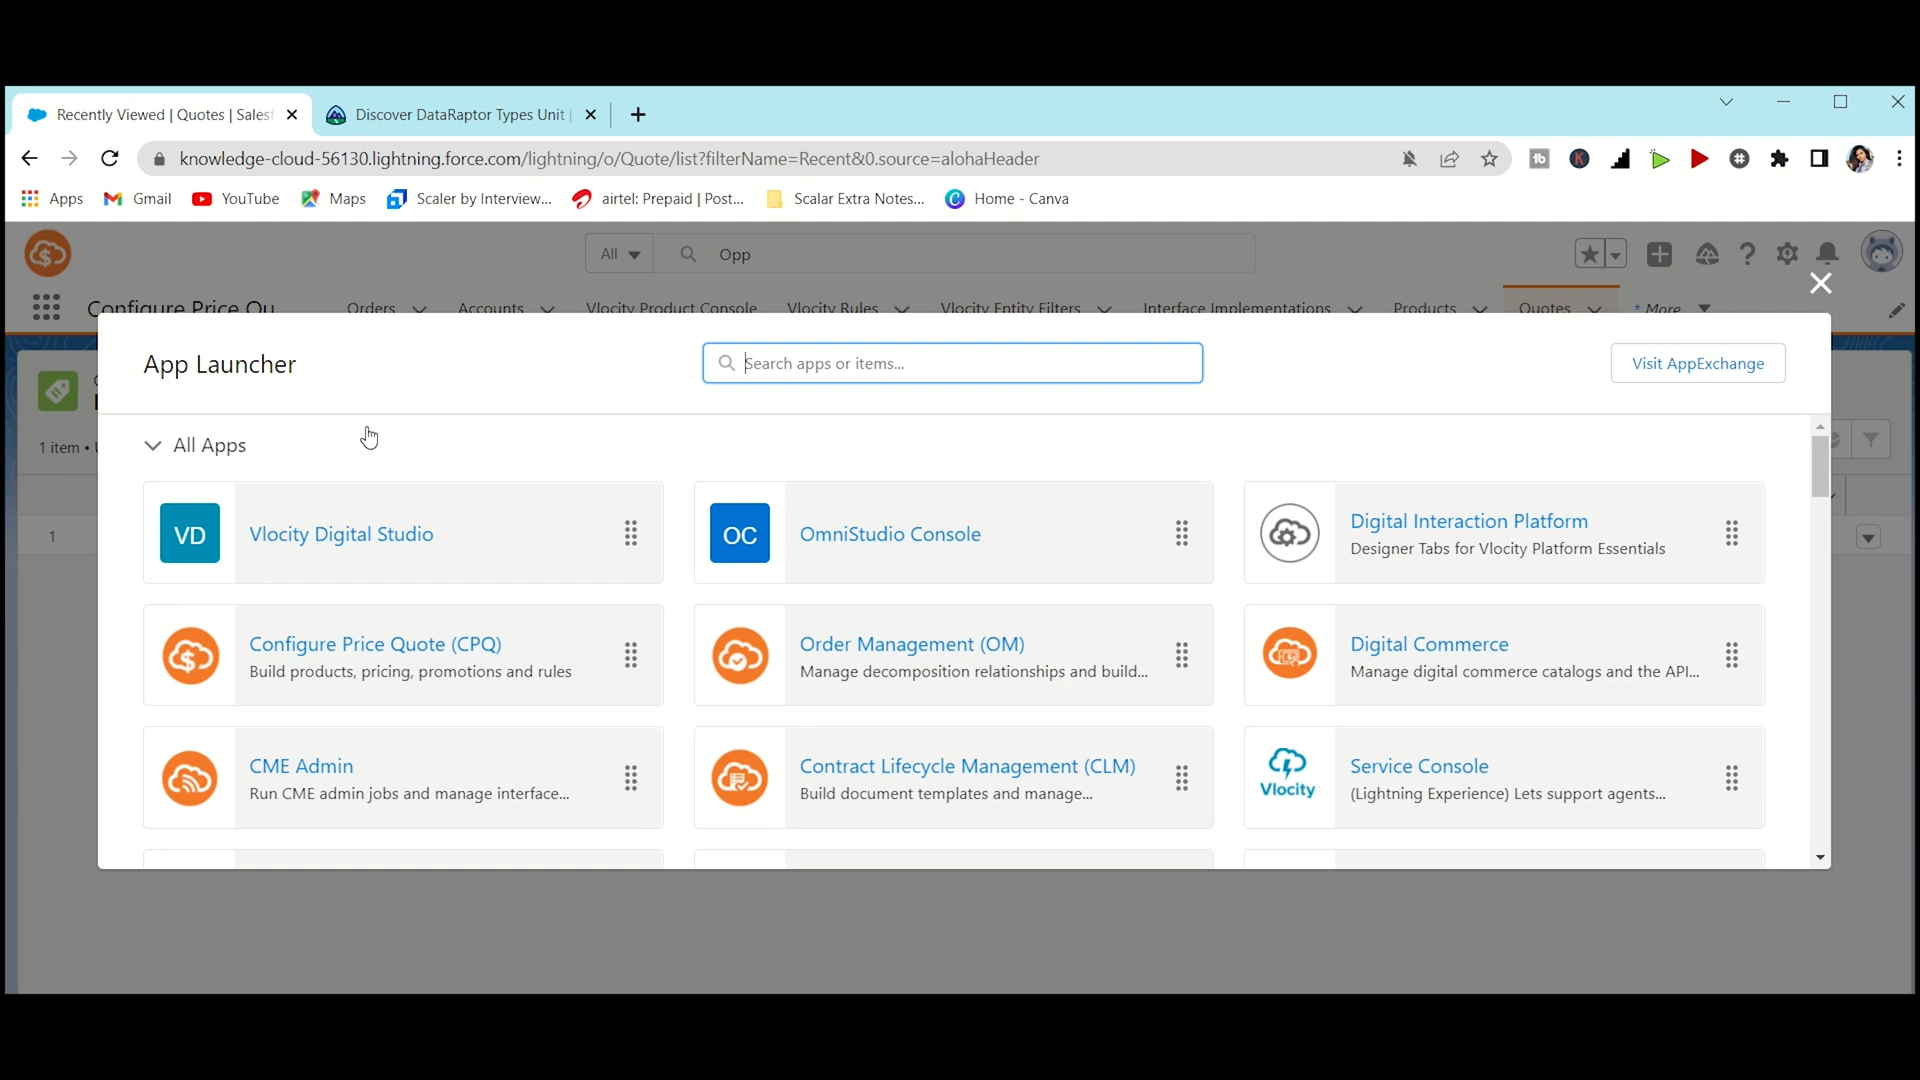 Recently Viewed | Quotes | Salesf
Discover DataRaptor Types Unit |
knowledge-cloud-56130.lightning.force.com/lightning/o/Quote/list?filterName=Recent&0.source=alohaHeader
Apps
Gmail
YouTube
Maps
Scaler by Interview...
airtel: Prepaid | Post...
Scalar Extra Notes...
Home - Canva
All
Opp
Configure Price Qu
Orders
Accounts
Vlocity Product Console
Vlocity Rules
Vlocity Entity Filters
Interface Implementations
Products
Quotes
* More
App Launcher
Search apps or items...
Visit AppExchange
1 item •
All Apps
1
VD
Vlocity Digital Studio
OC
OmniStudio Console
Digital Interaction Platform
Designer Tabs for Vlocity Platform Essentials
Configure Price Quote (CPQ)
Build products, pricing, promotions and rules
Order Management (OM)
Manage decomposition relationships and build...
Digital Commerce
Manage digital commerce catalogs and the API...
CME Admin
Run CME admin jobs and manage interface...
Contract Lifecycle Management (CLM)
Build document templates and manage...
Vlocity
Service Console
(Lightning Experience) Lets support agents...